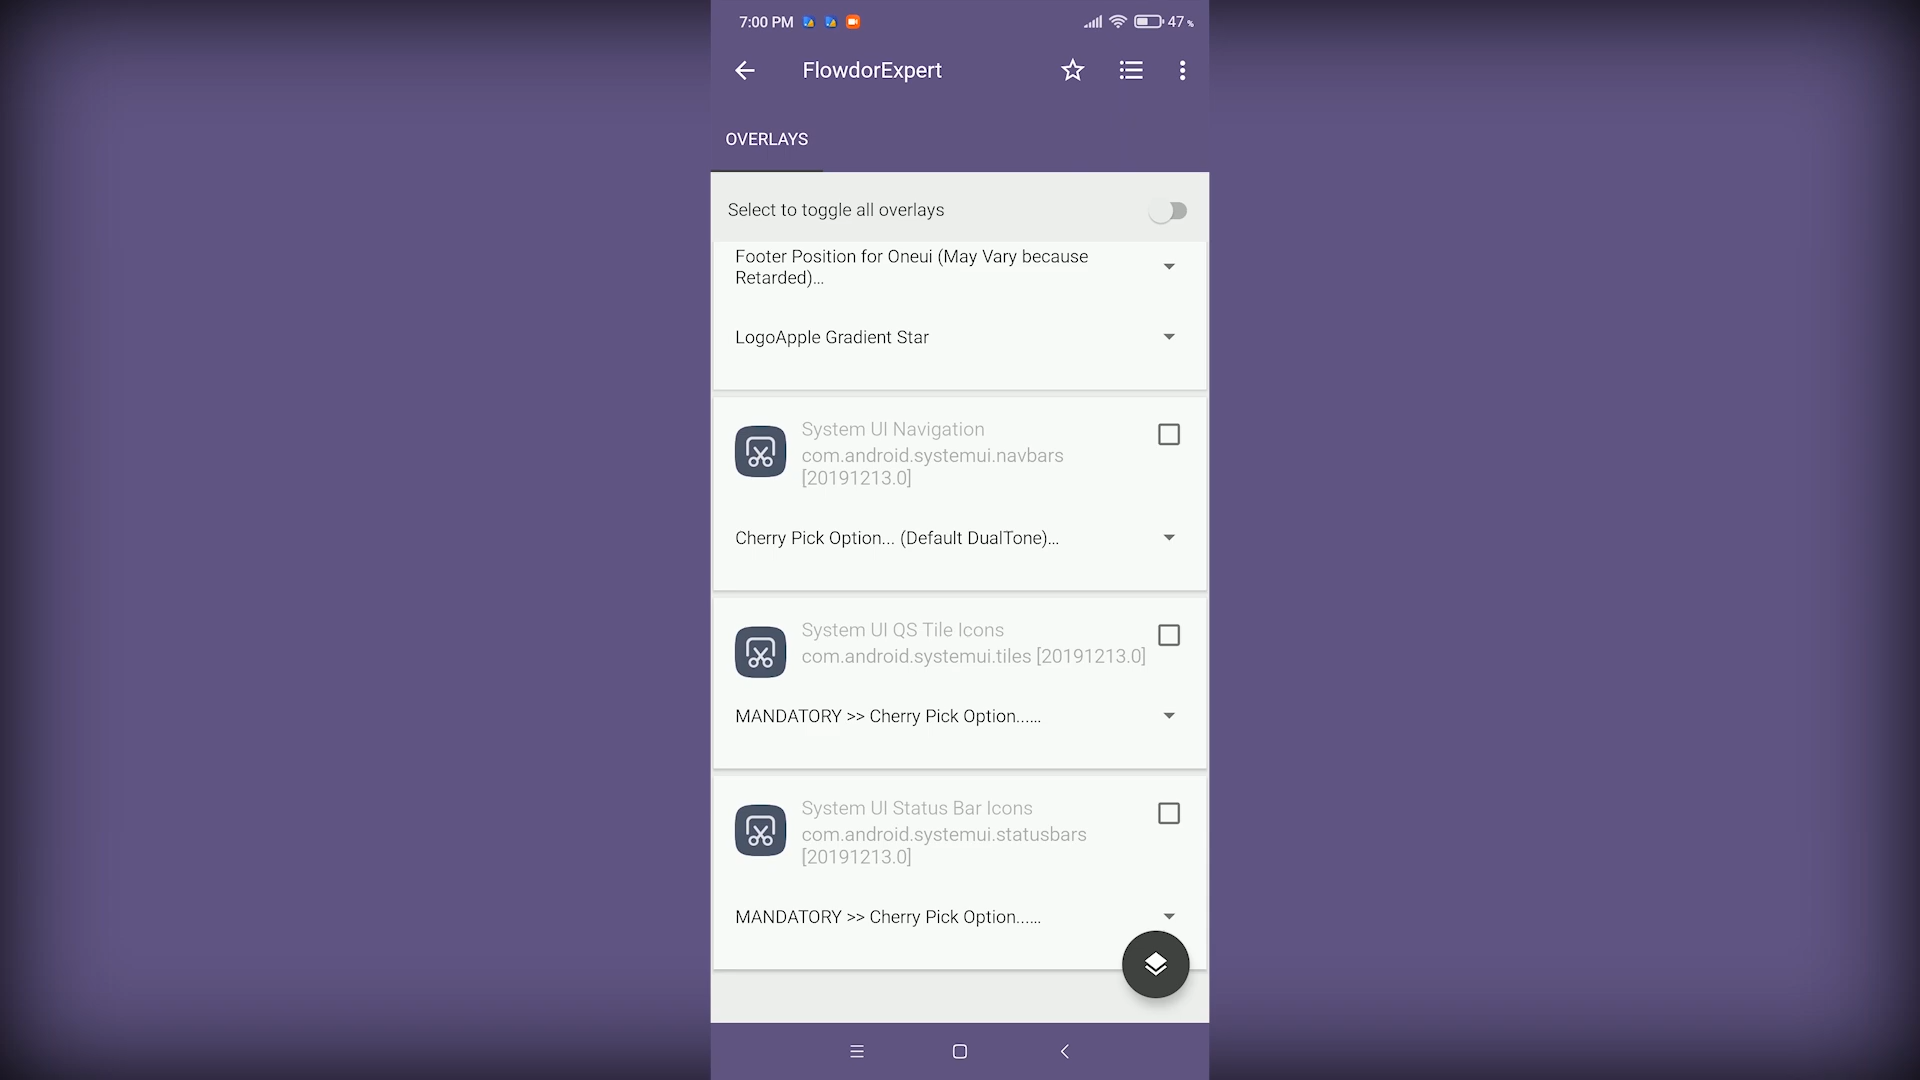 7:00 PM
47%
FlowdorExpert
OVERLAYS
Select to toggle all overlays
Footer Position for Oneui (May Vary because
Retarded)...
LogoApple Gradient Star
System UI Navigation
com.android.systemui.navbars
[20191213.0]
Cherry Pick Option... (Default DualTone)...
System UI QS Tile Icons
com.android.systemui.tiles [20191213.0]
MANDATORY >> Cherry Pick Option......
System UI Status Bar Icons
com.android.systemui.statusbars
[20191213.0]
MANDATORY >> Cherry Pick Option......